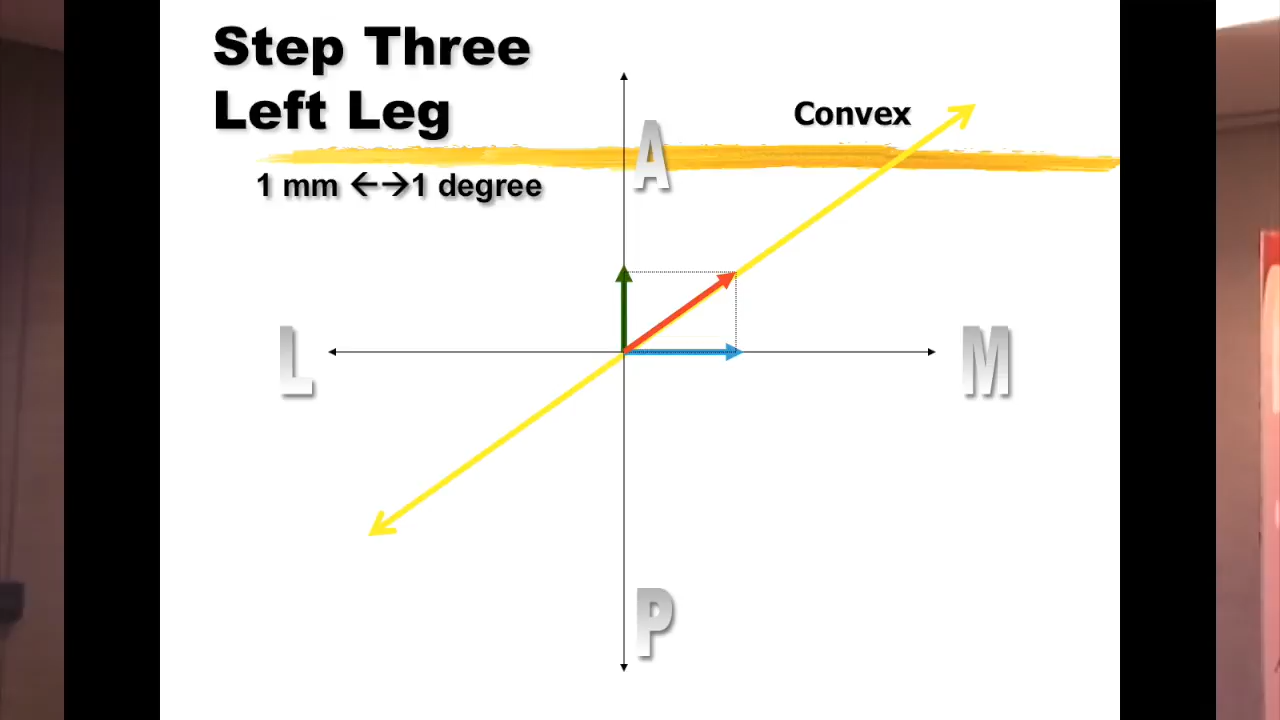 Step Three
Left Leg
Convex
A
1 mm ←→1 degree
L
M
P